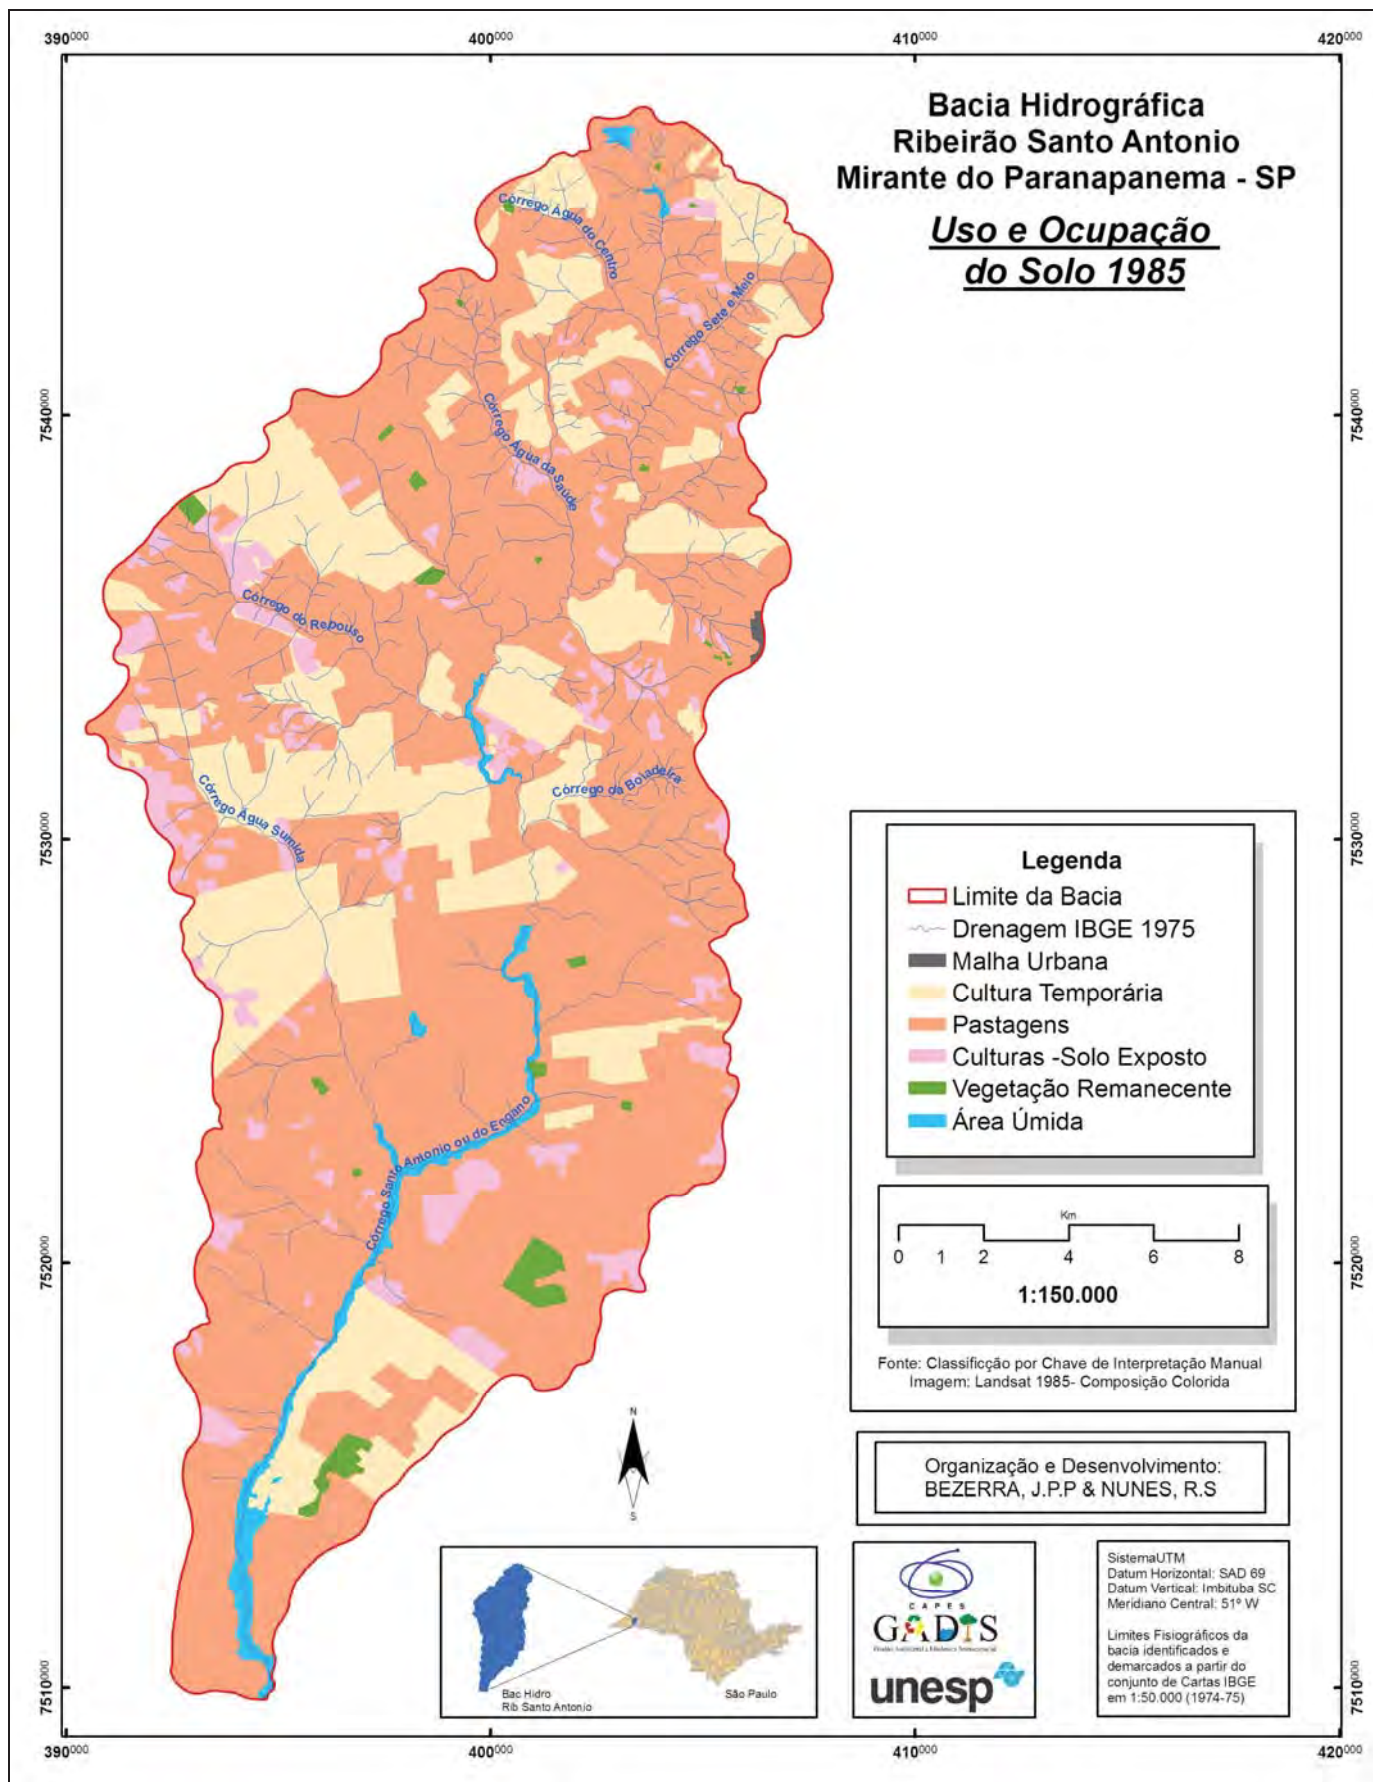 390000
400000
410000
420000
Bacia Hidrográfica
Ribeirão Santo Antonio
Mirante do Paranapanema - SP
Uso e Ocupação
do Solo 1985
Córrego Água do Centro
Córrego Sete e Meio
7540000
7540000
Córrego Água da Saúde
Córrego do Repouso
Córrego da Boiadeira
Córrego Água Sumida
7530000
7530000
Córrego Santo Antonio ou do Engano
7520000
7520000
Legenda
Limite da Bacia
Drenagem IBGE 1975
Malha Urbana
Cultura Temporária
Pastagens
Culturas -Solo Exposto
Vegetação Remanecente
Área Úmida
Km
0 1 2 4 6 8
1:150.000
Fonte: Classificção por Chave de Interpretação Manual
Imagem: Landsat 1985- Composição Colorida
N
S
Organização e Desenvolvimento:
BEZERRA, J.P.P & NUNES, R.S
Bac Hidro
Rib Santo Antonio
São Paulo
CAPES
GADIS
unesp
SistemaUTM
Datum Horizontal: SAD 69
Datum Vertical: Imbituba SC
Meridiano Central: 51º W
Limites Fisiográficos da
bacia identificados e
demarcados a partir do
conjunto de Cartas IBGE
em 1:50.000 (1974-75)
7510000
7510000
390000
400000
410000
420000